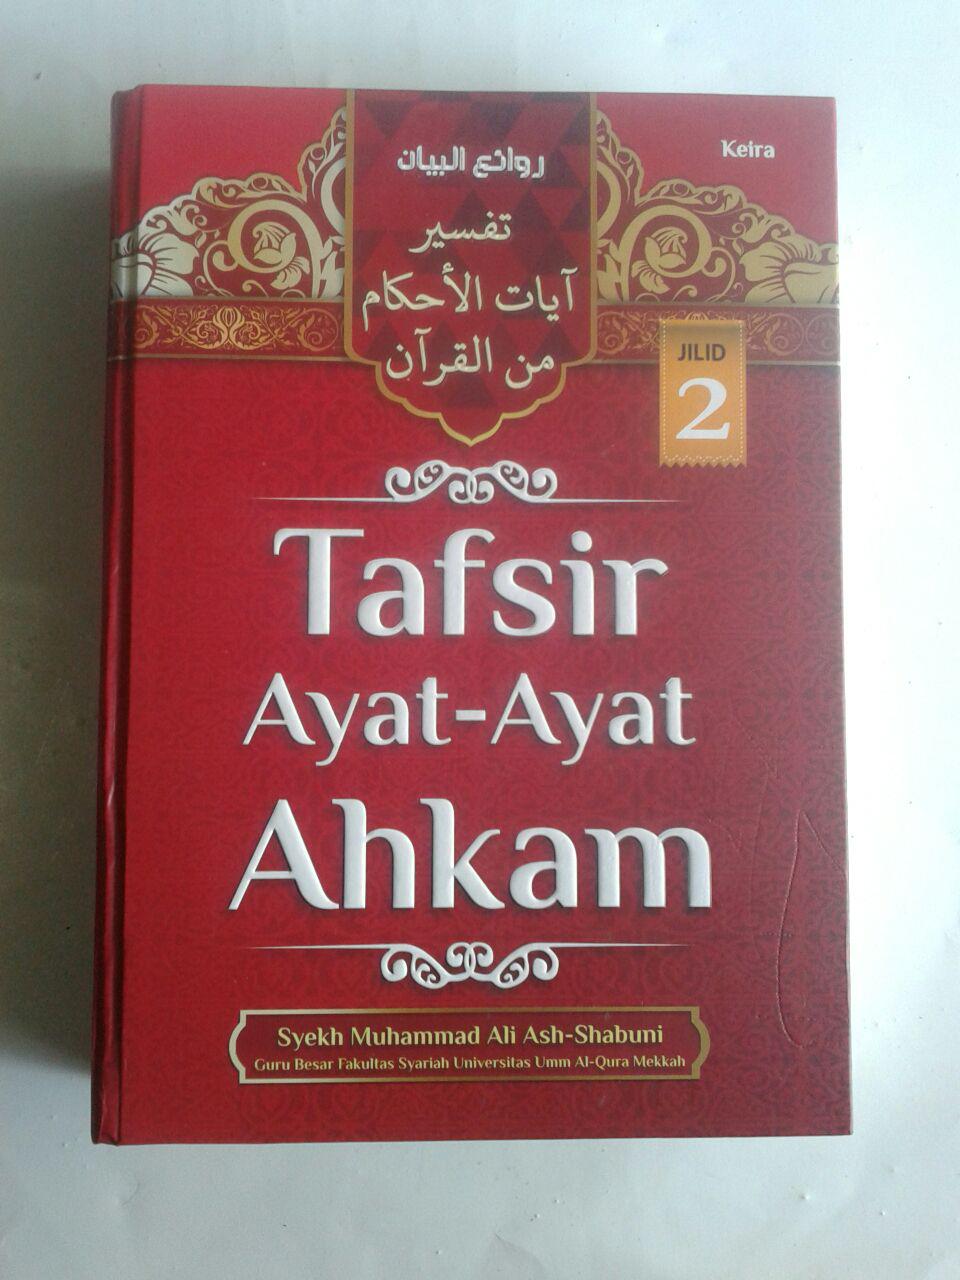 روائع البيان
Keira
تفسير
آيات الأحكام
من القرآن
JILID
2
Tafsir
Ayat-Ayat
Ahkam
Syekh Muhammad Ali Ash-Shabuni
Guru Besar Fakultas Syariah Universitas Umm Al-Qura Mekkah